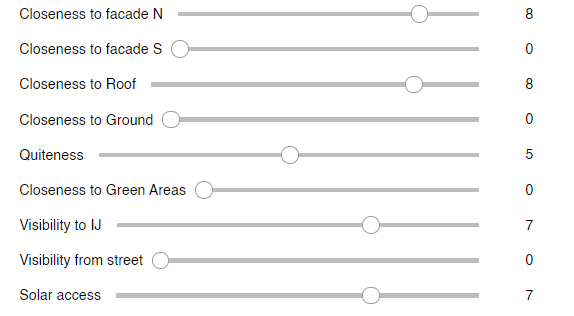 Closeness to facade N 8
Closeness to facade S 0
Closeness to Roof 8
Closeness to Ground 0
Quiteness 5
Closeness to Green Areas 0
Visibility to IJ 7
Visibility from street 0
Solar access 7